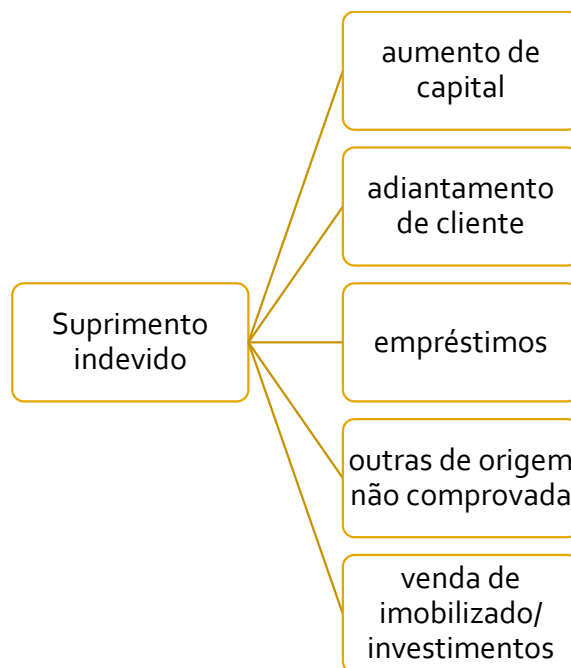 aumento de
capital
adiantamento
de cliente
Suprimento
indevido
empréstimos
outras de origem
não comprovada
venda de
imobilizado/
investimentos